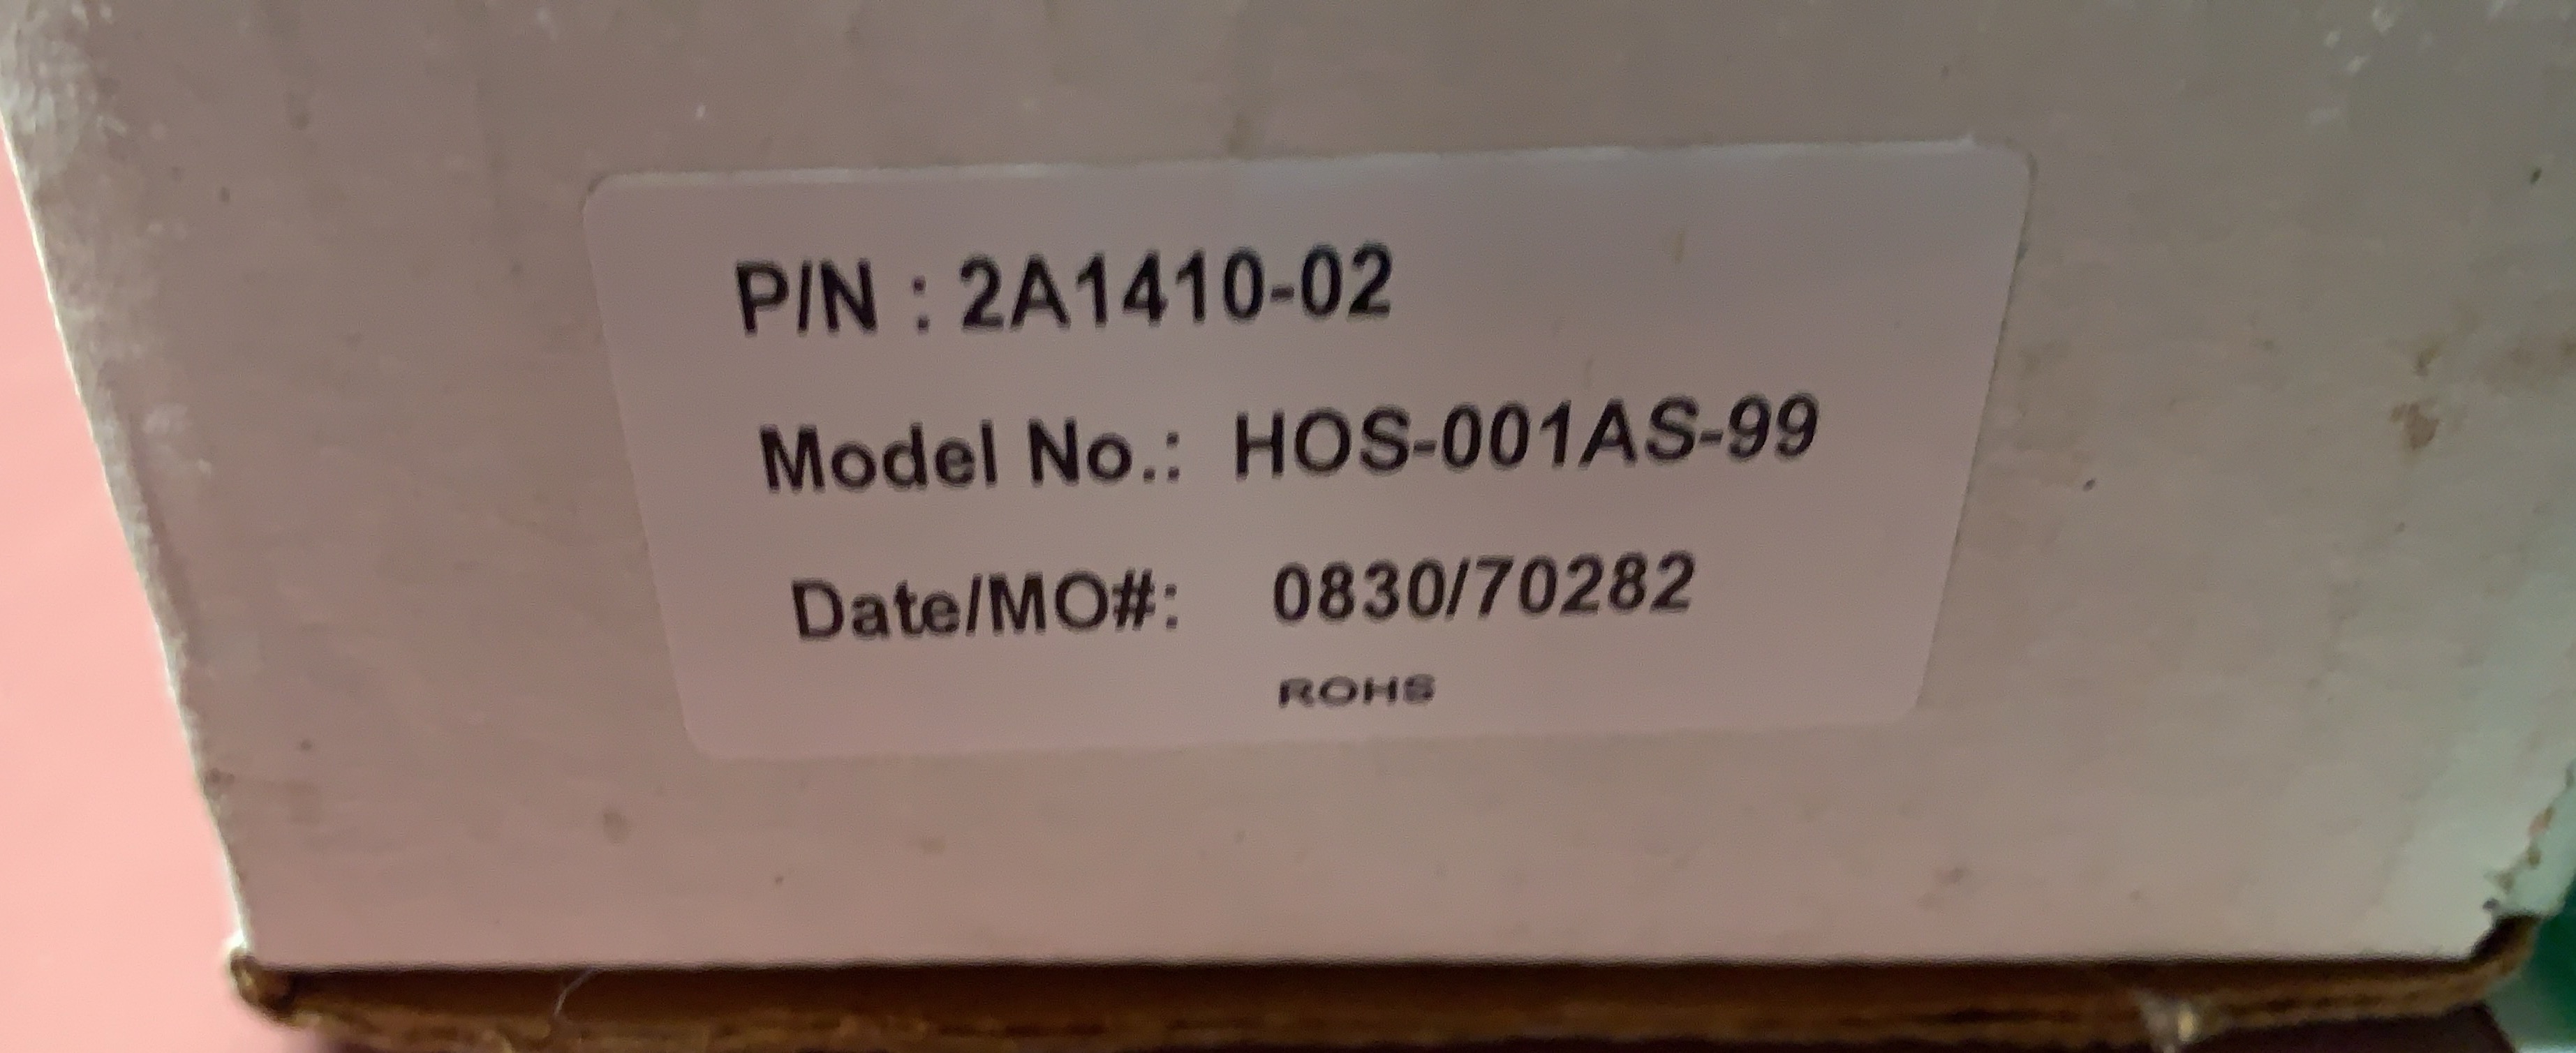 P/N : 2A1410-02
Model No.: HOS-001AS-99
Date/MO#: 0830/70282
ROHS